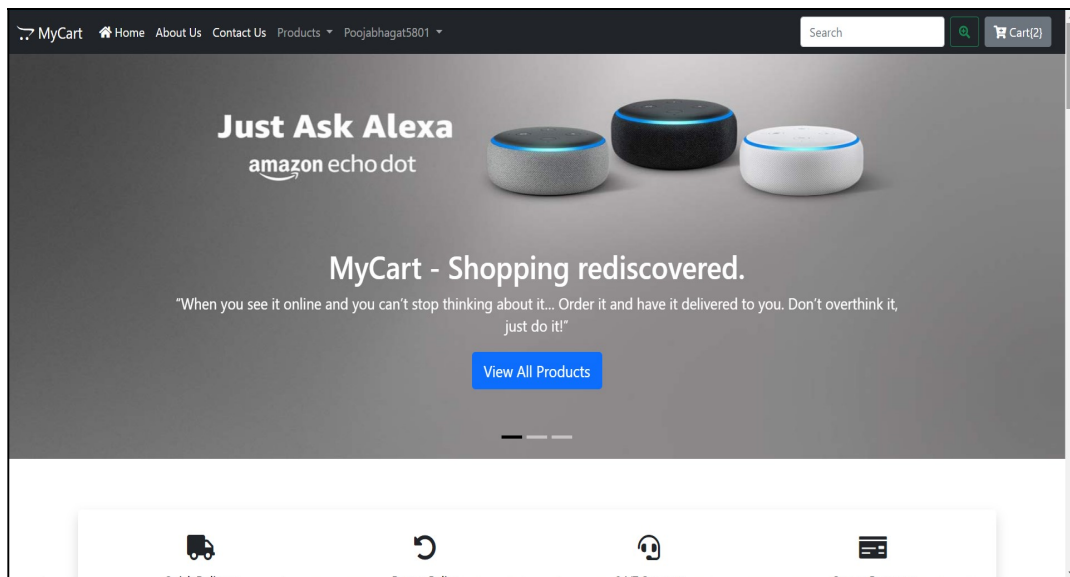 MyCart Home About Us Contact Us Products Poojabhagat5801 Search Cart{2}
Just Ask Alexa
amazon echo dot
MyCart - Shopping rediscovered.
"When you see it online and you can't stop thinking about it... Order it and have it delivered to you. Don't overthink it,
just do it!"
View All Products